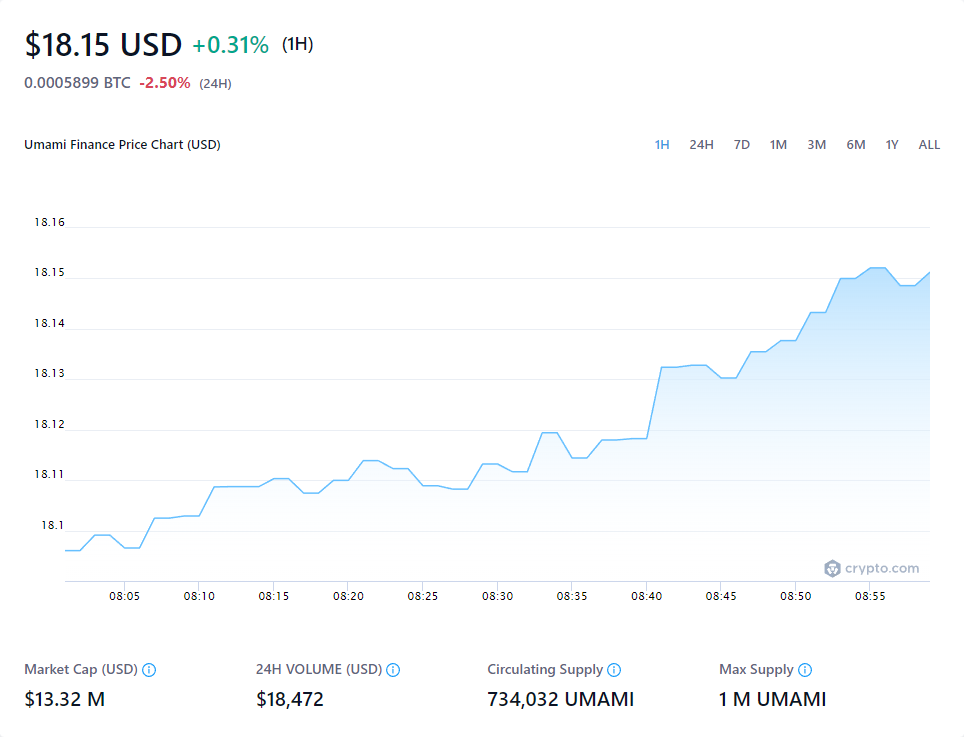 $18.15 USD +0.31% (1H)
0.0005899 BTC -2.50% (24H)
Umami Finance Price Chart (USD) 1H 24H 7D 1M 3M 6M 1Y ALL
18.16
18.15
18.14
18.13
18.12
18.11
18.1
crypto.com
08:05 08:10 08:15 08:20 08:25 08:30 08:35 08:40 08:45 08:50 08:55
Market Cap (USD) 24H VOLUME (USD) Circulating Supply Max Supply
$13.32 M $18,472 734,032 UMAMI 1 M UMAMI